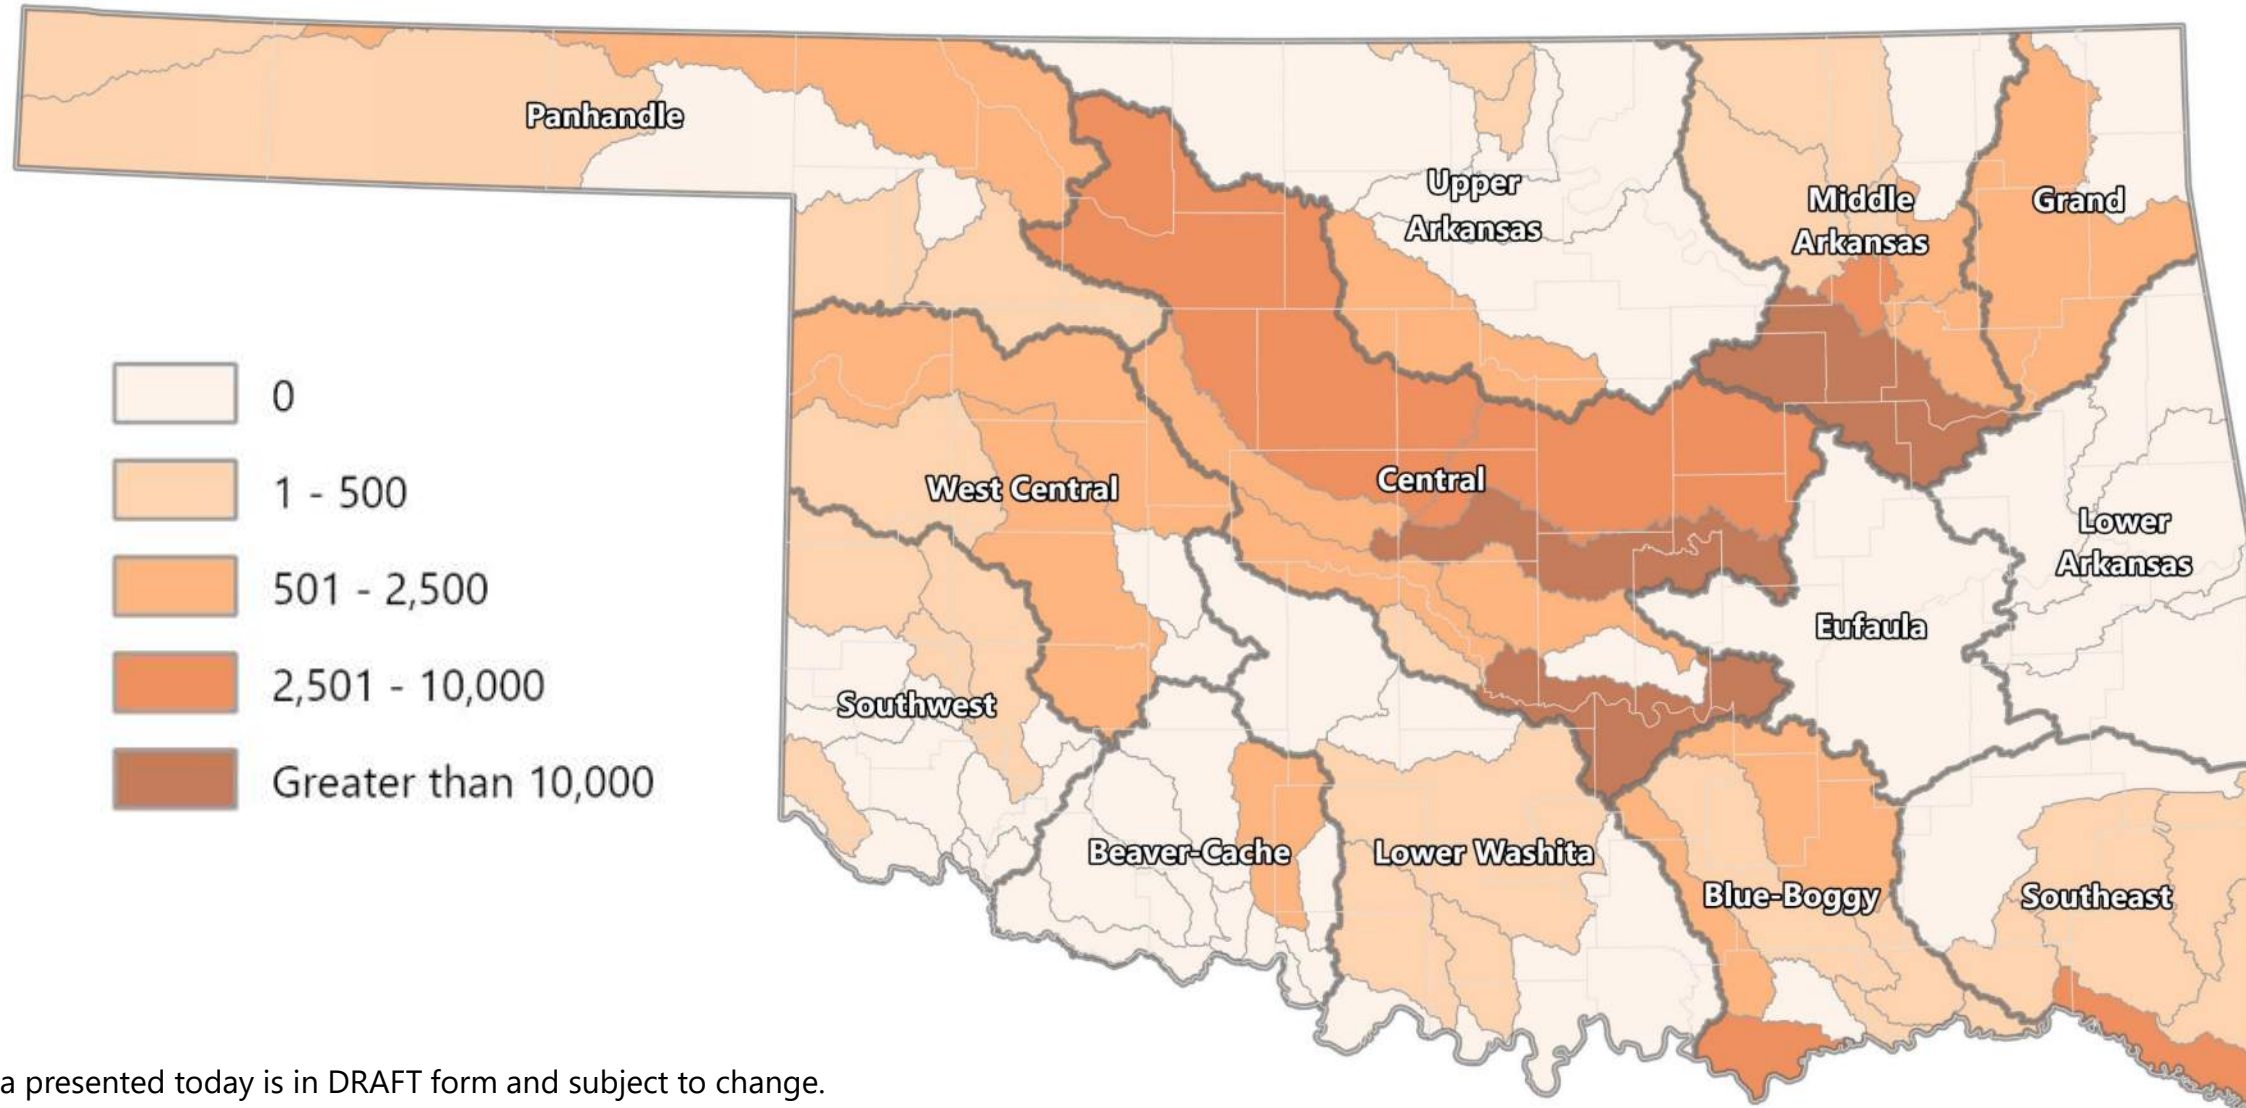 Panhandle
Upper
Arkansas
Middle
Arkansas
Grand
0
1 - 500
501 - 2,500
2,501 - 10,000
Greater than 10,000
West Central
Central
Lower
Arkansas
Eufaula
Southwest
Beaver-Cache
Lower Washita
Blue-Boggy
Southeast
a presented today is in DRAFT form and subject to change.